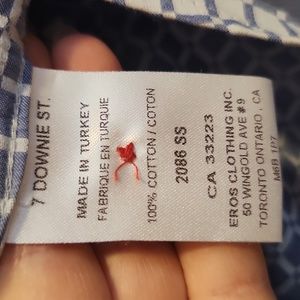 7 DOWNIE ST.
MADE IN TURKEY
FABRIQUE EN TURQUIE
100% COTTON / COTON
2086 SS
CA 33223
EROS CLOTHING INC.
50 WINGOLD AVE #9
TORONTO ONTARIO . CA
M6B 1P7